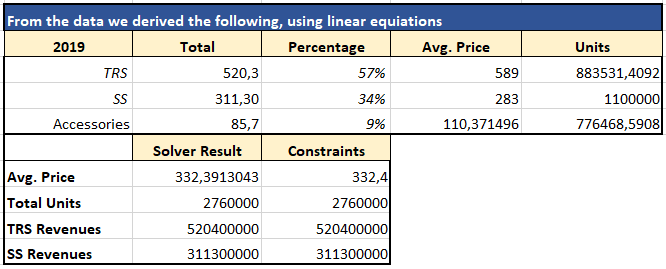 From the data we derived the following, using linear equiations
2019 Total Percentage Avg. Price Units
TRS 520,3 57% 589 883531,4092
SS 311,30 34% 283 1100000
Accessories 85,7 9% 110,371496 776468,5908
Solver Result Constraints
Avg. Price 332,3913043 332,4
Total Units 2760000 2760000
TRS Revenues 520400000 520400000
SS Revenues 311300000 311300000